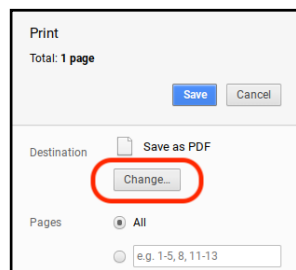 Print
Total: 1 page
Save Cancel
Destination Save as PDF
Change...
Pages All
e.g. 1-5, 8, 11-13